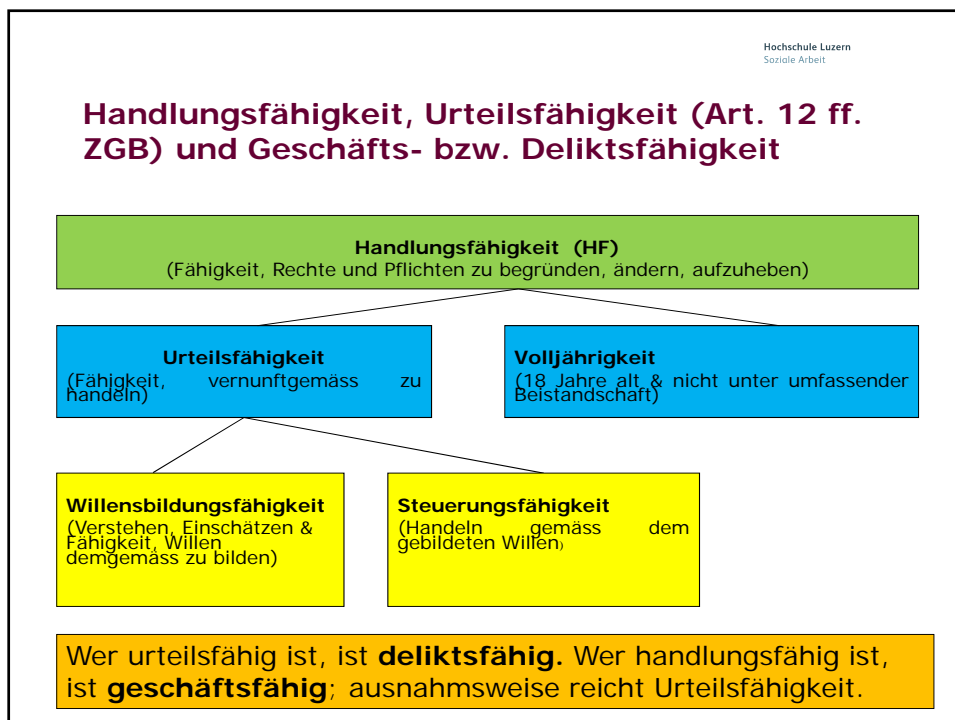 Hochschule Luzern
Soziale Arbeit
Handlungsfähigkeit, Urteilsfähigkeit (Art. 12 ff.
ZGB) und Geschäfts- bzw. Deliktsfähigkeit
Handlungsfähigkeit (HF)
(Fähigkeit, Rechte und Pflichten zu begründen, ändern, aufzuheben)
Urteilsfähigkeit
(Fähigkeit, vernunftgemäss zu
handeln)
Volljährigkeit
(18 Jahre alt & nicht unter umfassender
Beistandschaft)
Willensbildungsfähigkeit
(Verstehen, Einschätzen &
Fähigkeit, Willen
demgemäss zu bilden)
Steuerungsfähigkeit
(Handeln gemäss dem
gebildeten Willen)
Wer urteilsfähig ist, ist deliktsfähig. Wer handlungsfähig ist,
ist geschäftsfähig; ausnahmsweise reicht Urteilsfähigkeit.